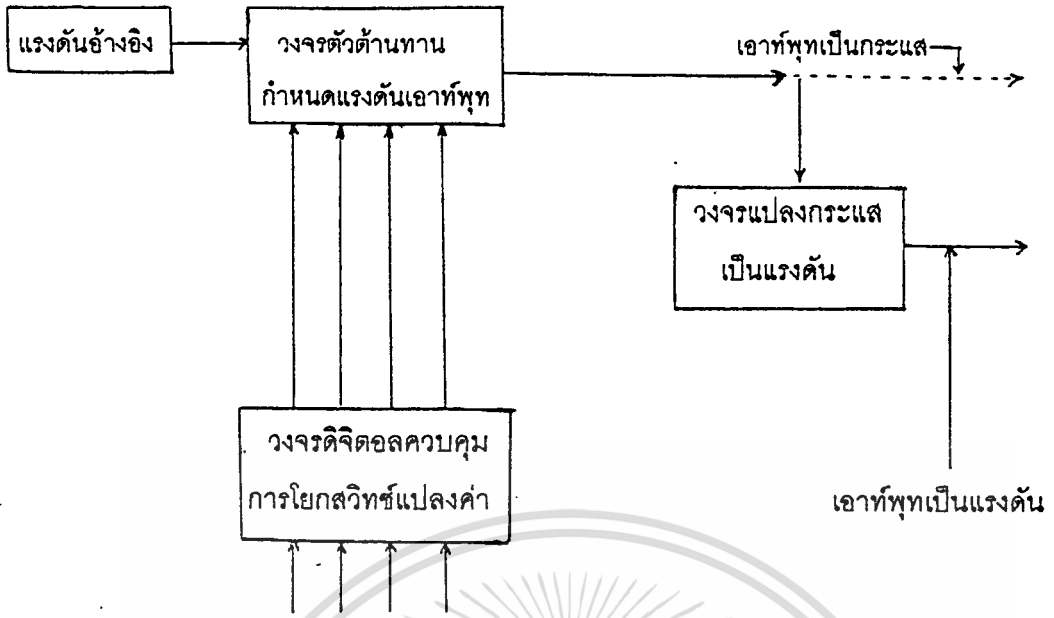 แรงดันอ้างอิง
วงจรตัวต้านทาน
กำหนดแรงดันเอาท์พุท
เอาท์พุทเป็นกระแส
วงจรแปลงกระแส
เป็นแรงดัน
วงจรดิจิตอลควบคุม
การโยกสวิทซ์แปลงค่า
เอาท์พุทเป็นแรงดัน